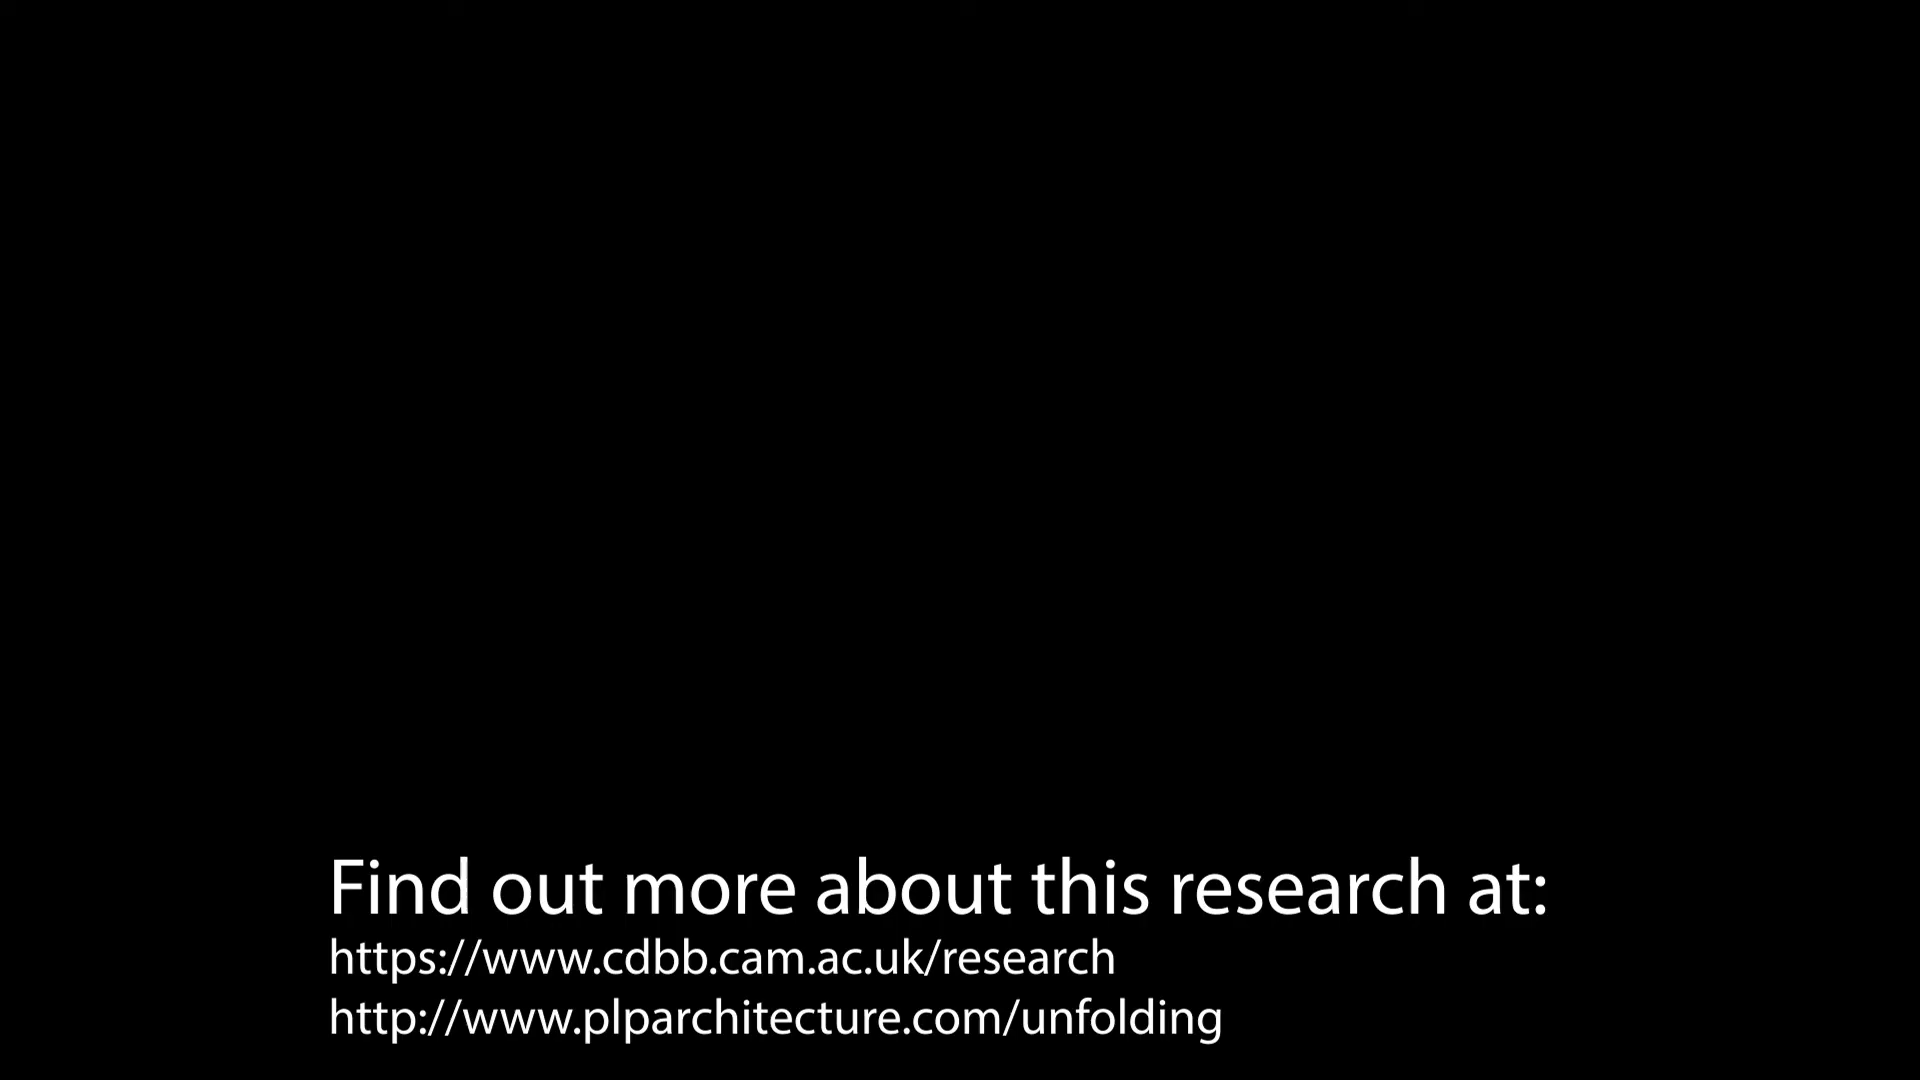 Find out more about this research at:
https://www.cdbb.cam.ac.uk/research
http://www.plparchitecture.com/unfolding